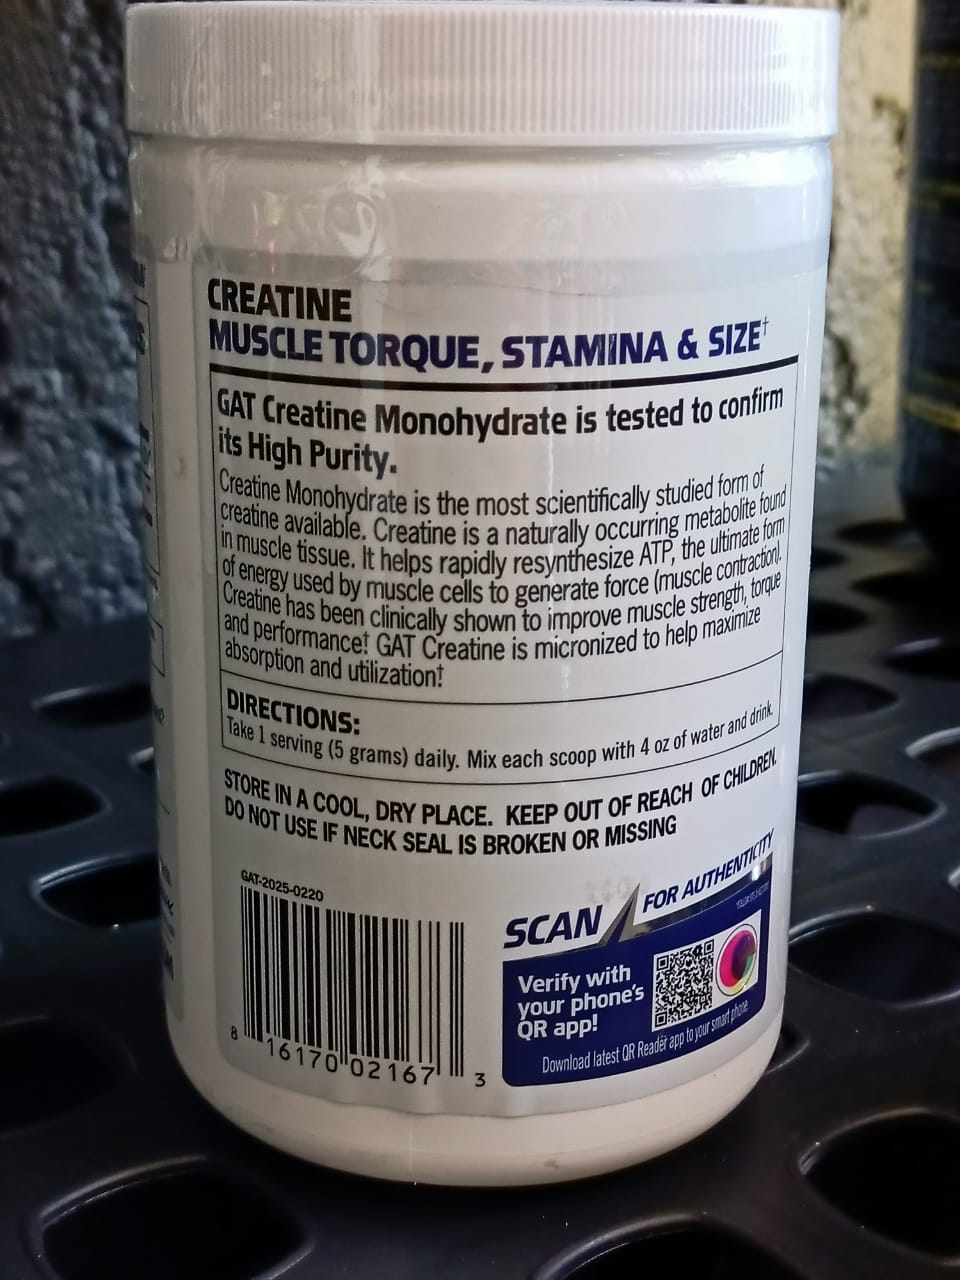 CREATINE
MUSCLE TORQUE, STAMINA & SIZE†
GAT Creatine Monohydrate is tested to confirm
its High Purity.
Creatine Monohydrate is the most scientifically studied form of
creatine available. Creatine is a naturally occurring metabolite found
in muscle tissue. It helps rapidly resynthesize ATP, the ultimate form
of energy used by muscle cells to generate force (muscle contraction).
Creatine has been clinically shown to improve muscle strength, torque
and performance.† GAT Creatine is micronized to help maximize
absorption and utilization.†
DIRECTIONS:
Take 1 serving (5 grams) daily. Mix each scoop with 4 oz of water and drink.
STORE IN A COOL, DRY PLACE. KEEP OUT OF REACH OF CHILDREN.
DO NOT USE IF NECK SEAL IS BROKEN OR MISSING
GAT-2025-0220
8 16170 02167 3
SCAN FOR AUTHENTICITY
Verify with
your phone's
QR app!
Download latest QR Reader app to your smart phone